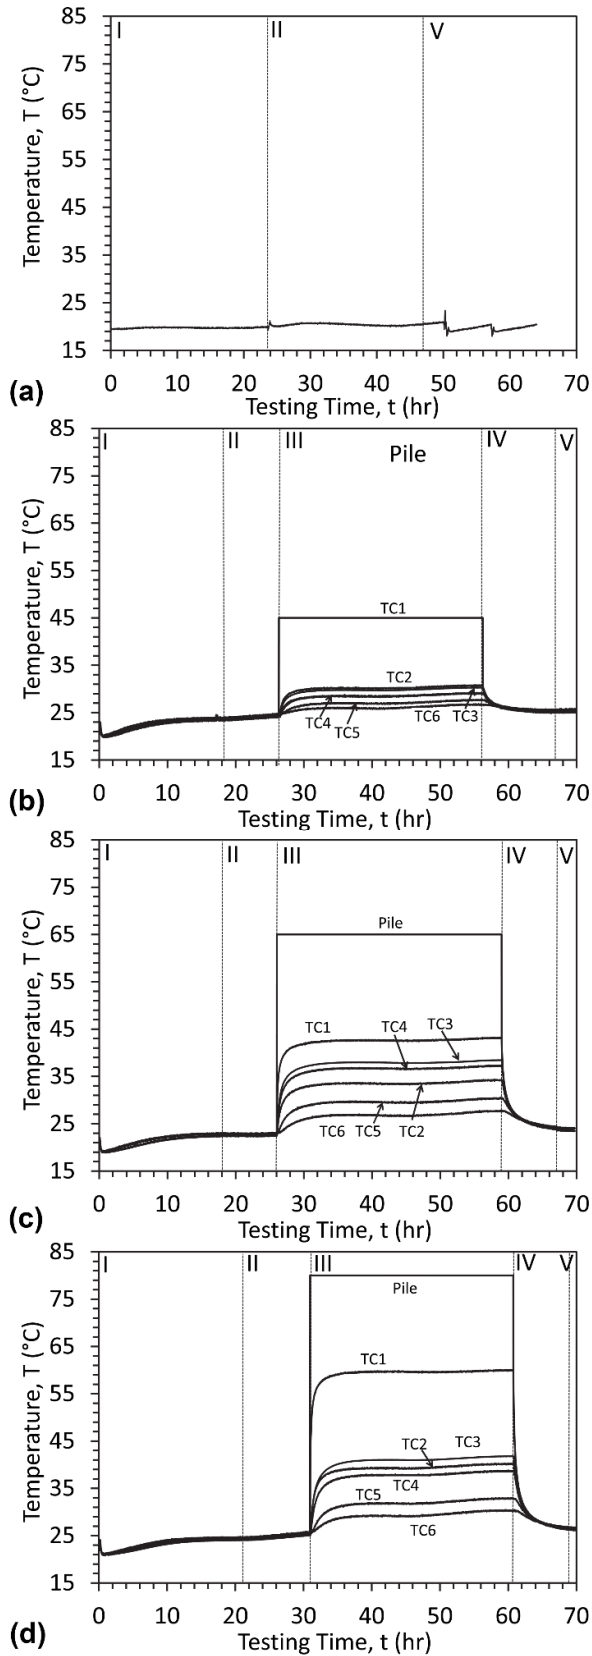 85
I II V
75
65
55
45
35
25
15
0 10 20 30 40 50 60 70
Temperature, T (°C)
Testing Time, t (hr)
(a)
85
I II III IV V
Pile
75
65
55
45
TC1
35
TC2
25
TC4 TC6 TC3
TC5
15
0 10 20 30 40 50 60 70
Temperature, T (°C)
Testing Time, t (hr)
(b)
85
I II III IV V
75
Pile
65
55
45
TC1 TC4 TC3
35
25
TC6 TC5 TC2
15
0 10 20 30 40 50 60 70
Temperature, T (°C)
Testing Time, t (hr)
(c)
85
I II III IV V
Pile
75
65
TC1
55
45
TC2 TC3
35
TC4
TC5
25
TC6
15
0 10 20 30 40 50 60 70
Temperature, T (°C)
Testing Time, t (hr)
(d)